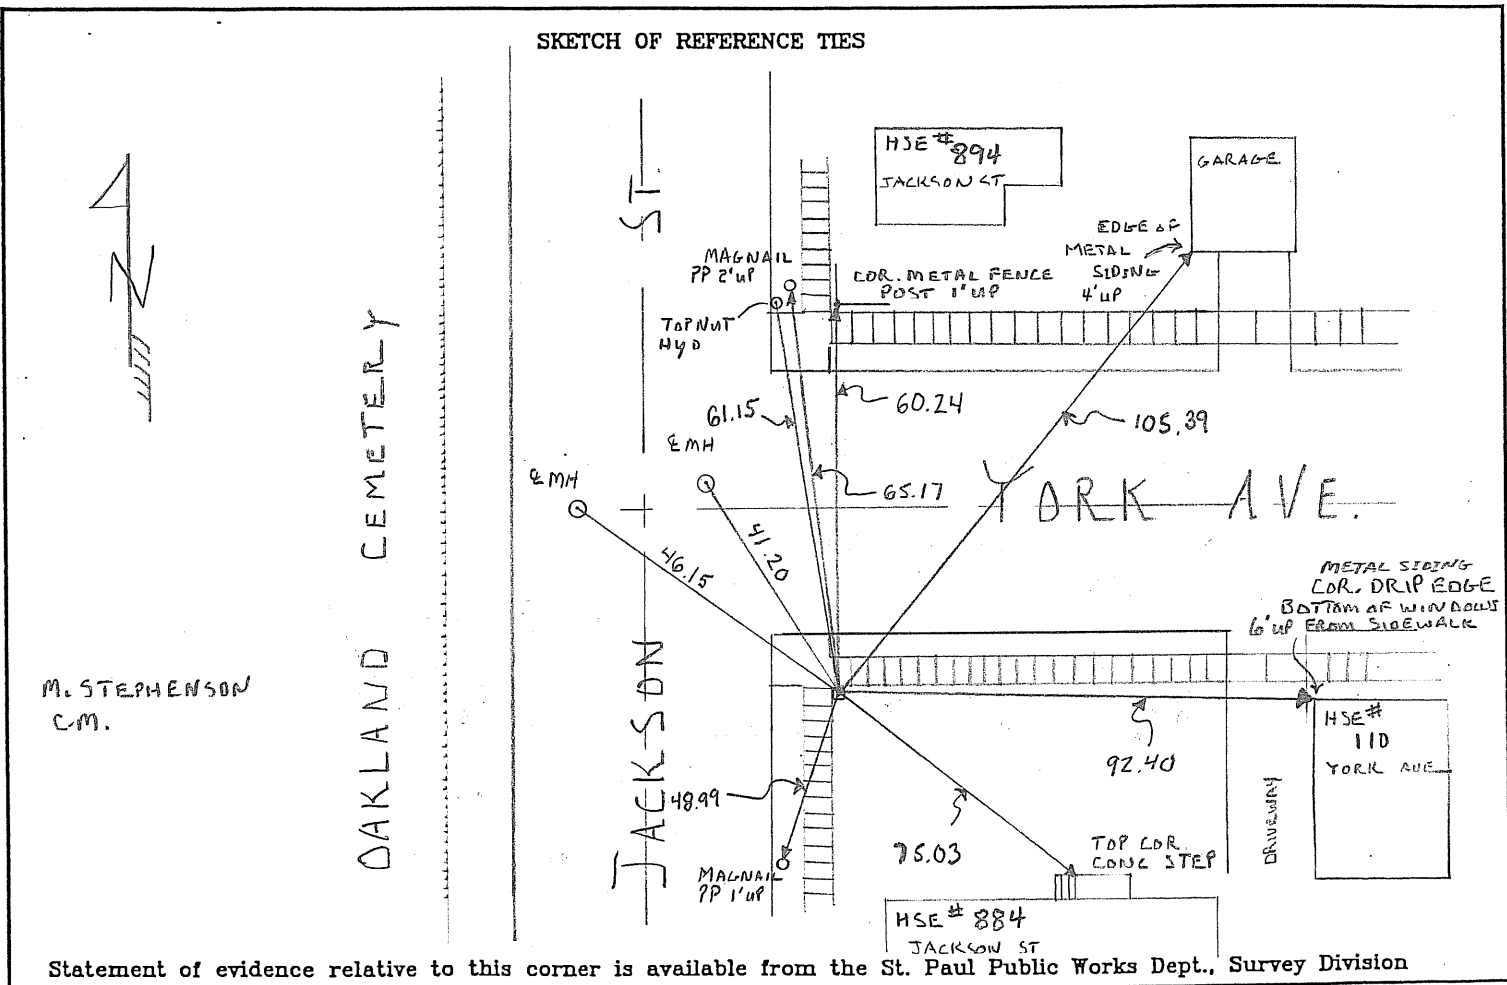 SKETCH OF REFERENCE TIES
N
OAKLAND CEMETERY
M. STEPHENSON
C.M.
JACKSON ST.
YORK AVE.
HSE # 894
JACKSON ST
GARAGE
EDGE OF
METAL
SIDING
4' UP
MAGNAIL
PP 2' UP
COR. METAL FENCE
POST 1' UP
TOP NUT
HYD
61.15
60.24
105.39
65.17
℄ MH
℄ MH
41.20
46.15
METAL SIDING
COR. DRIP EDGE
BOTTOM OF WINDOWS
6' UP FROM SIDEWALK
HSE #
110
YORK AVE
92.40
DRIVEWAY
48.99
75.03
MAGNAIL
PP 1' UP
TOP COR.
CONC STEP
HSE # 884
JACKSON ST
Statement of evidence relative to this corner is available from the St. Paul Public Works Dept., Survey Division